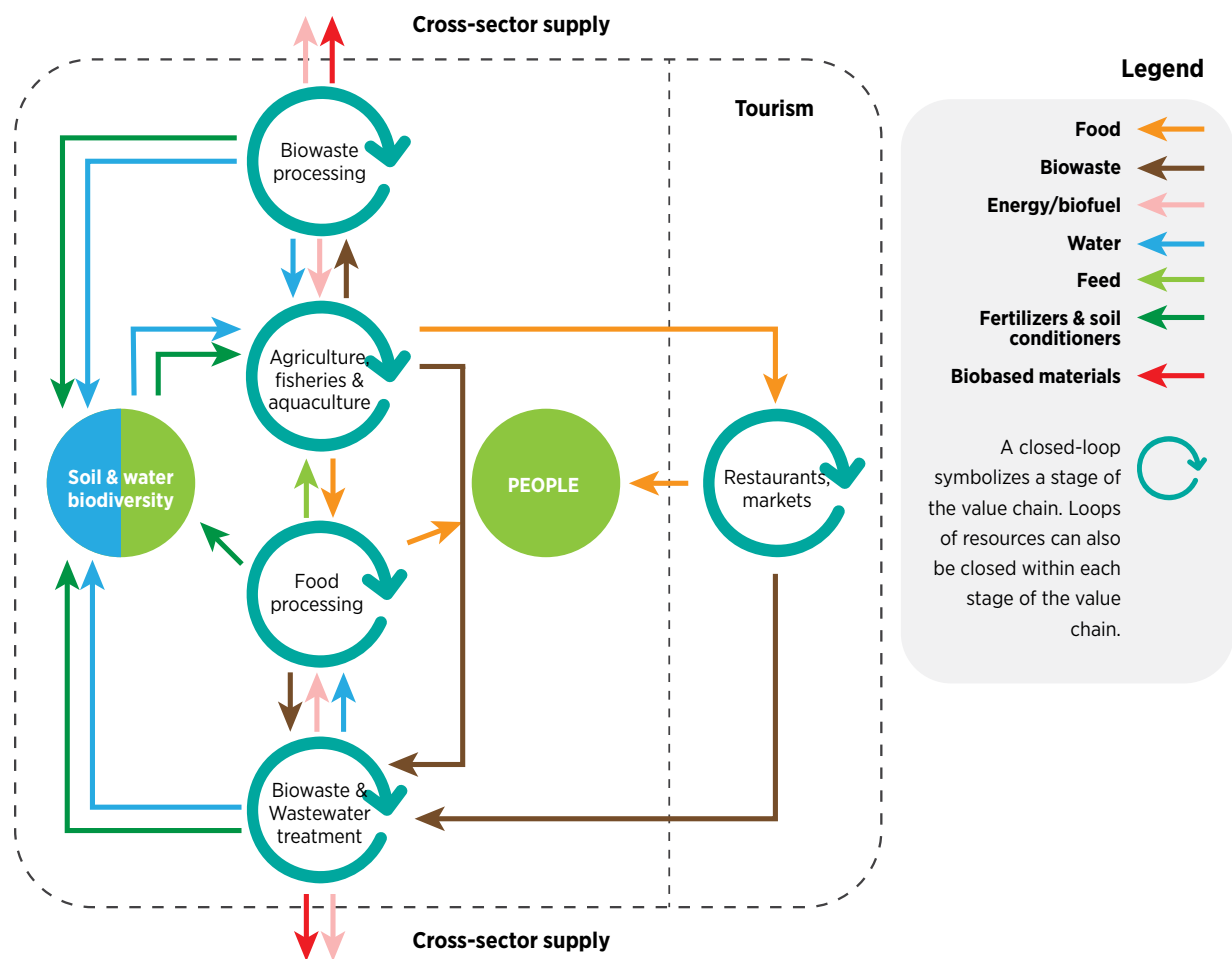 Cross-sector supply
Tourism
Biowaste
processing
Agriculture,
fisheries &
aquaculture
Soil & water
biodiversity
PEOPLE
Restaurants,
markets
Food
processing
Biowaste &
Wastewater
treatment
Cross-sector supply
Legend
Food
Biowaste
Energy/biofuel
Water
Feed
Fertilizers & soil
conditioners
Biobased materials
A closed-loop
symbolizes a stage of
the value chain. Loops
of resources can also
be closed within each
stage of the value
chain.